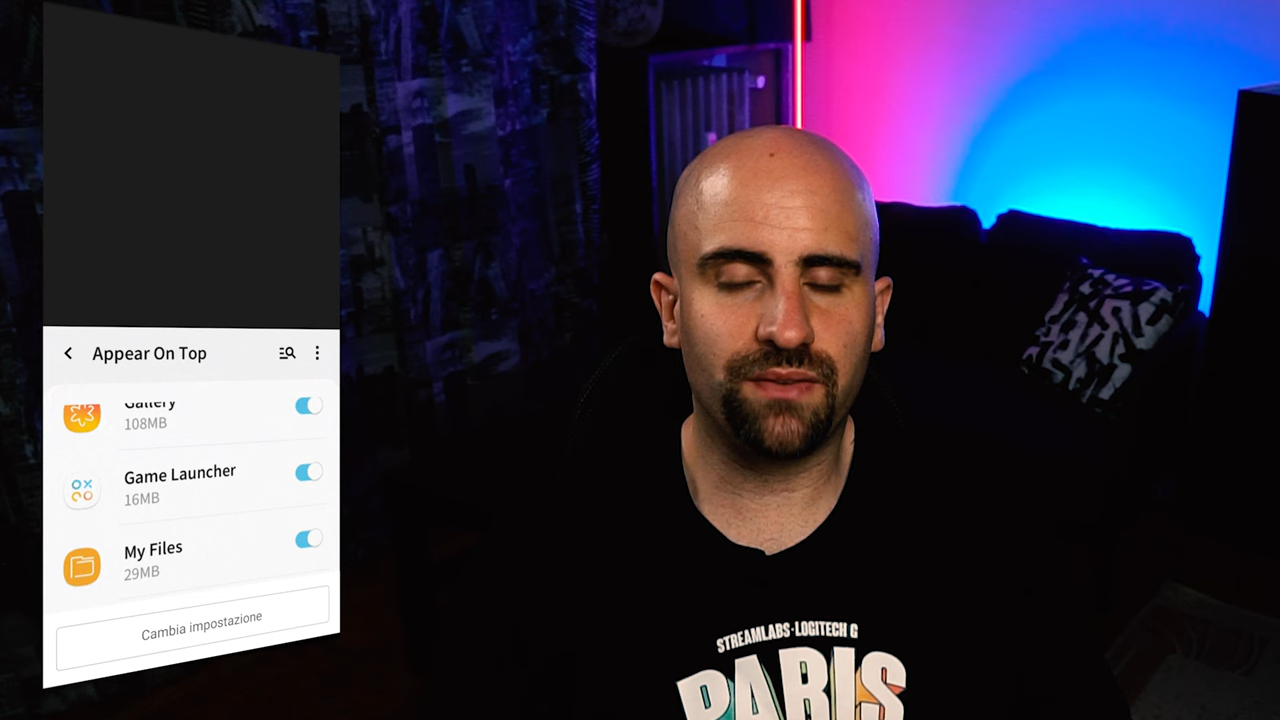 Appear On Top
Gallery
108MB
Game Launcher
16MB
My Files
29MB
Cambia impostazione
STREAMLABS·LOGITECH G
PARIS